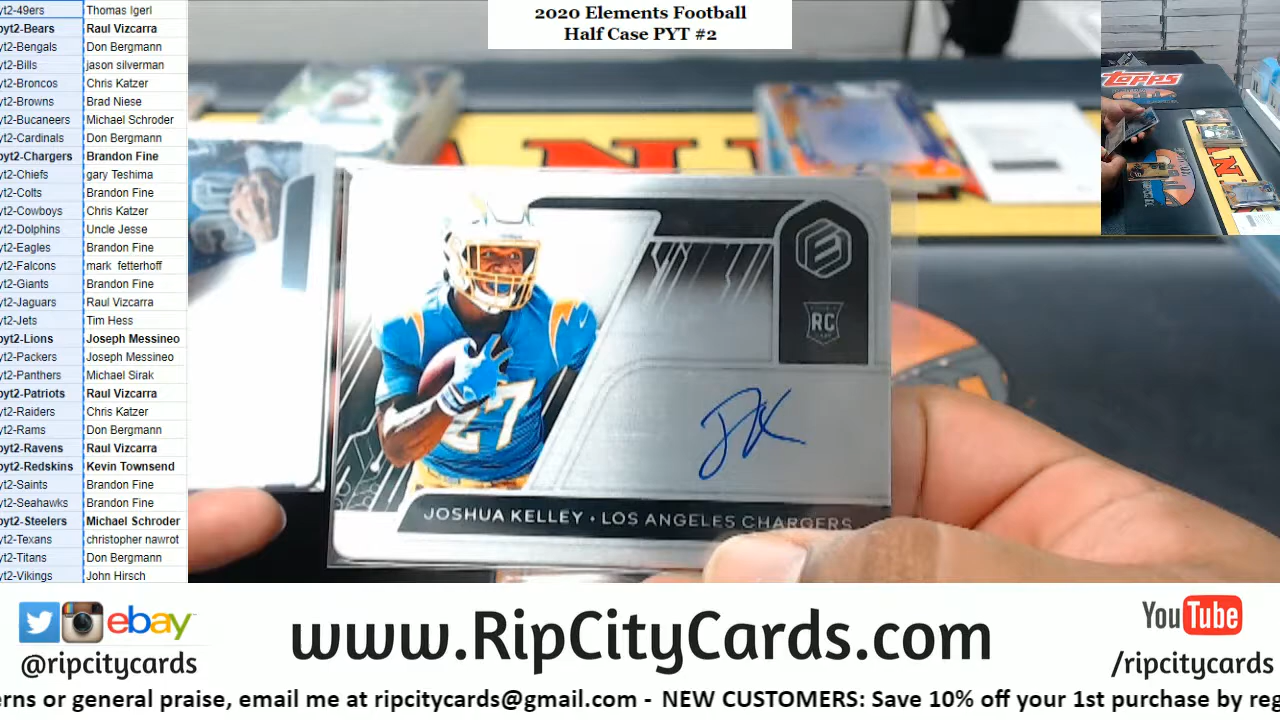 2020 Elements Football
Half Case PYT #2
yt2-49ers Thomas Igerl
pyt2-Bears Raul Vizcarra
yt2-Bengals Don Bergmann
yt2-Bills jason silverman
yt2-Broncos Chris Katzer
yt2-Browns Brad Niese
yt2-Bucaneers Michael Schroder
yt2-Cardinals Don Bergmann
pyt2-Chargers Brandon Fine
yt2-Chiefs gary Teshima
yt2-Colts Brandon Fine
yt2-Cowboys Chris Katzer
yt2-Dolphins Uncle Jesse
yt2-Eagles Brandon Fine
yt2-Falcons mark fetterhoff
yt2-Giants Brandon Fine
yt2-Jaguars Raul Vizcarra
yt2-Jets Tim Hess
pyt2-Lions Joseph Messineo
yt2-Packers Joseph Messineo
yt2-Panthers Michael Sirak
pyt2-Patriots Raul Vizcarra
yt2-Raiders Chris Katzer
yt2-Rams Don Bergmann
pyt2-Ravens Raul Vizcarra
pyt2-Redskins Kevin Townsend
yt2-Saints Brandon Fine
yt2-Seahawks Brandon Fine
pyt2-Steelers Michael Schroder
yt2-Texans christopher nawrot
yt2-Titans Don Bergmann
yt2-Vikings John Hirsch
TOPPS
E
RC
27
JOSHUA KELLEY • LOS ANGELES CHARGERS
ebay
@ripcitycards
www.RipCityCards.com
YouTube
/ripcitycards
erns or general praise, email me at ripcitycards@gmail.com - NEW CUSTOMERS: Save 10% off your 1st purchase by reg